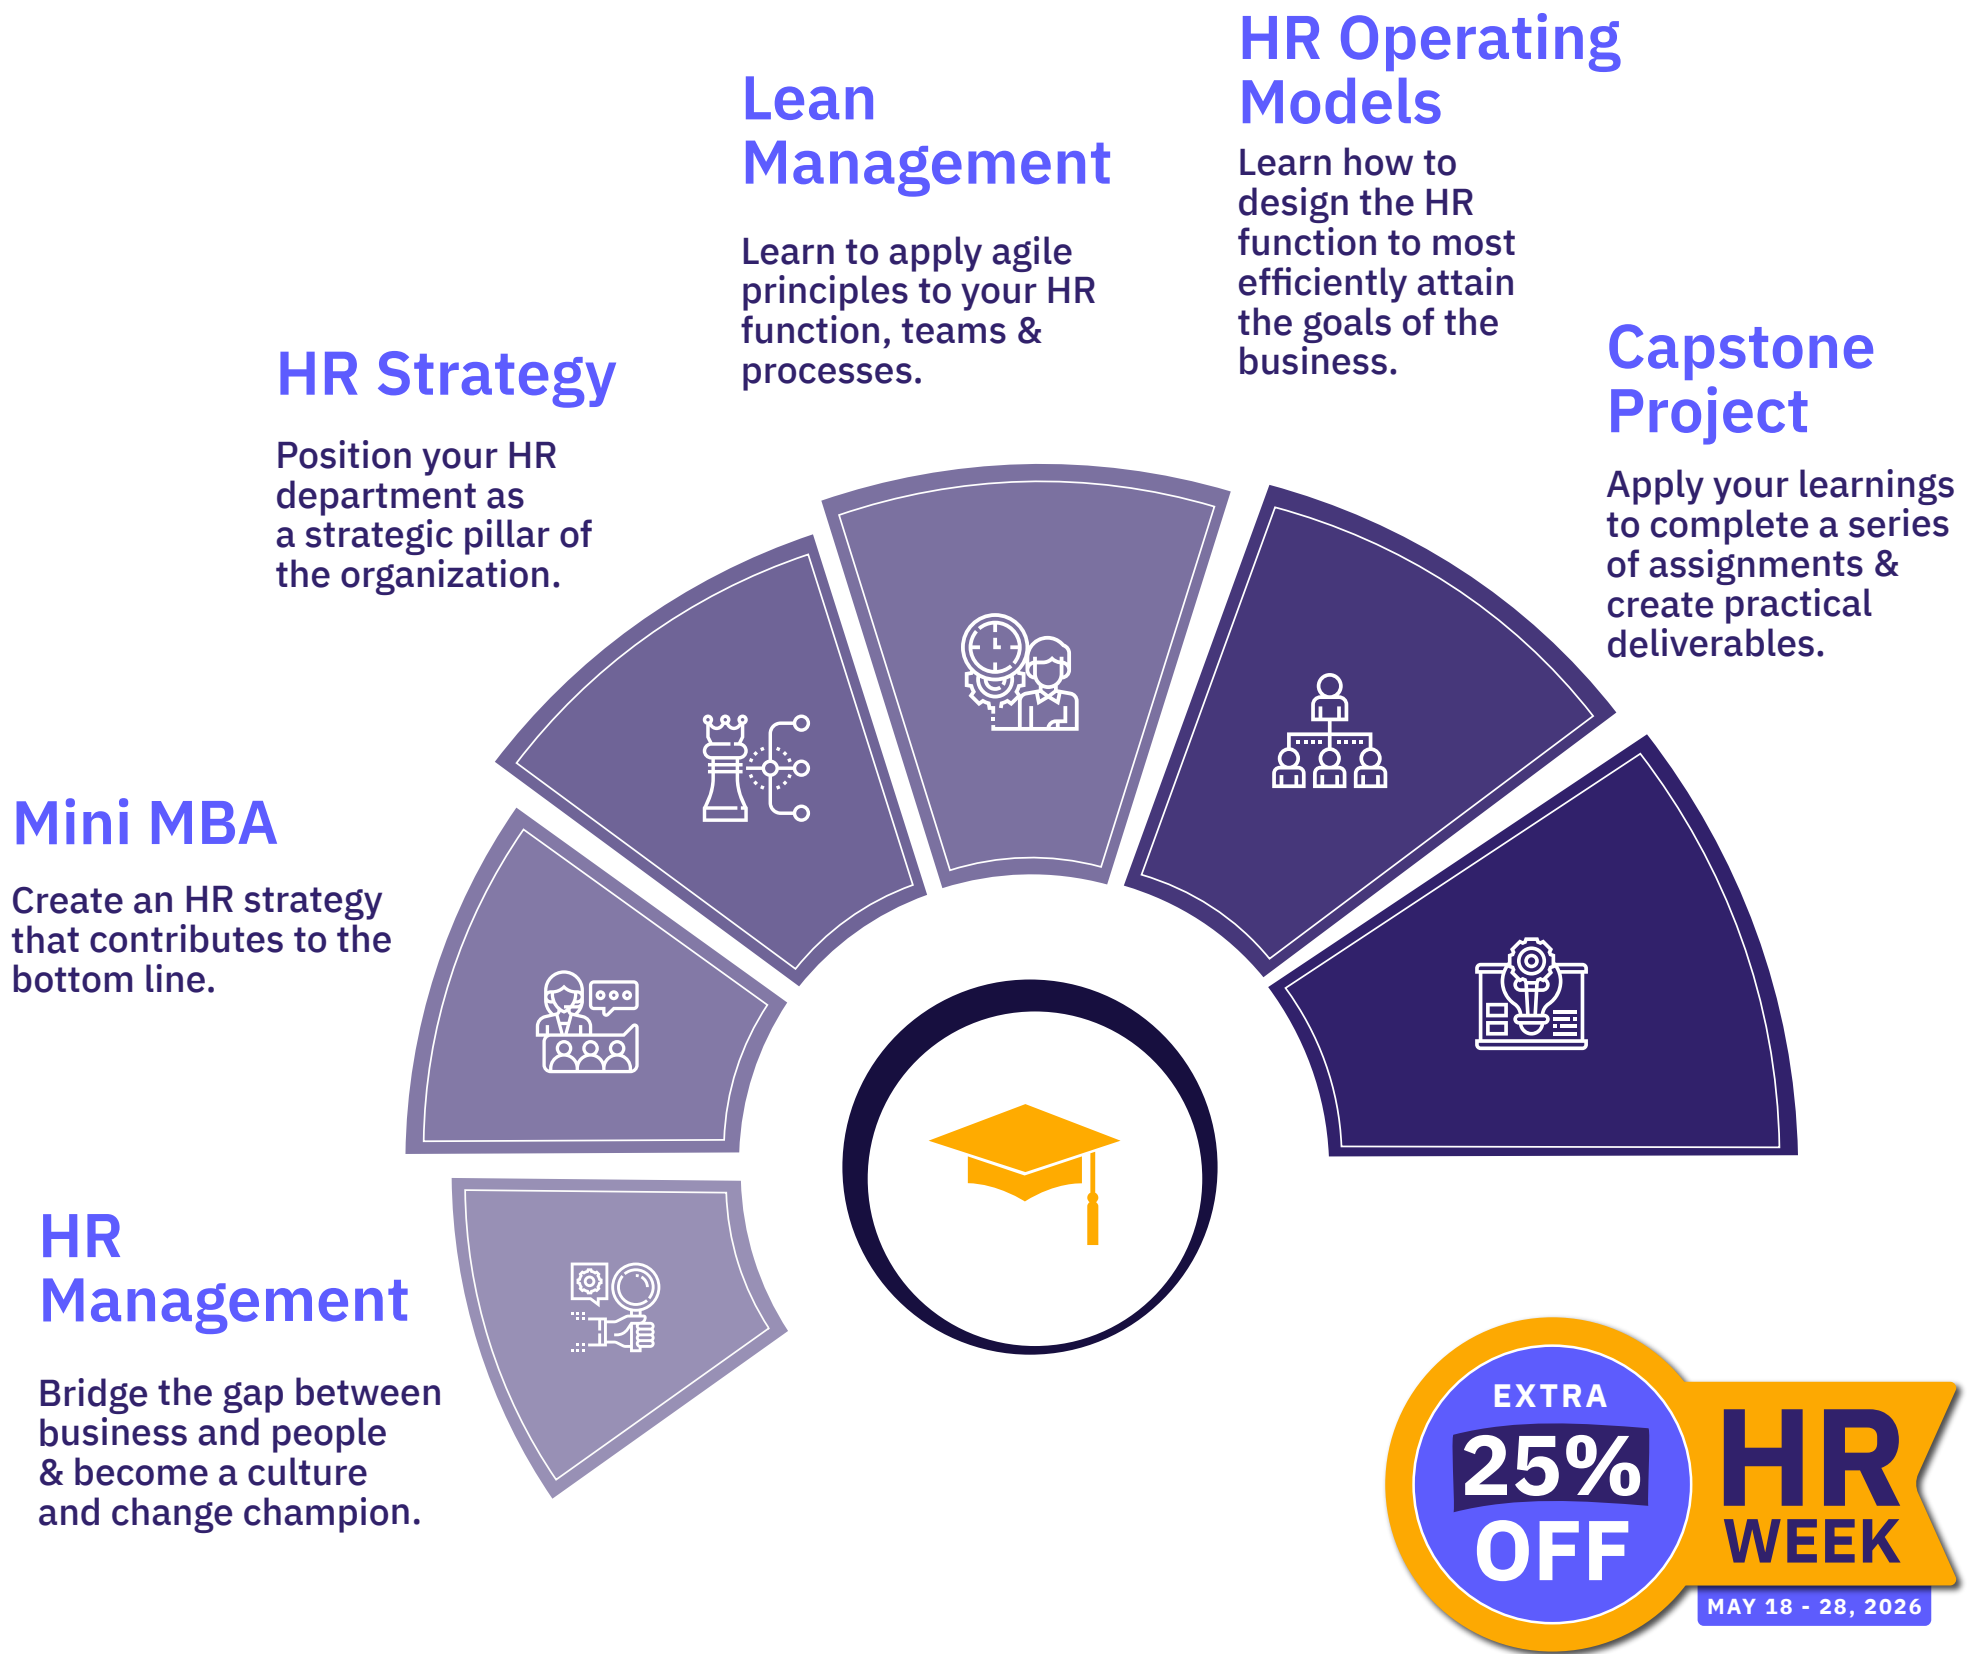 HR Operating
Models
Learn how to
design the HR
function to most
efficiently attain
the goals of the
business.
Lean
Management
Learn to apply agile
principles to your HR
function, teams &
processes.
HR Strategy
Position your HR
department as
a strategic pillar of
the organization.
Capstone
Project
Apply your learnings
to complete a series
of assignments &
create practical
deliverables.
Mini MBA
Create an HR strategy
that contributes to the
bottom line.
HR
Management
Bridge the gap between
business and people
& become a culture
and change champion.
EXTRA
25%
OFF
HR
WEEK
MAY 18 - 28, 2026